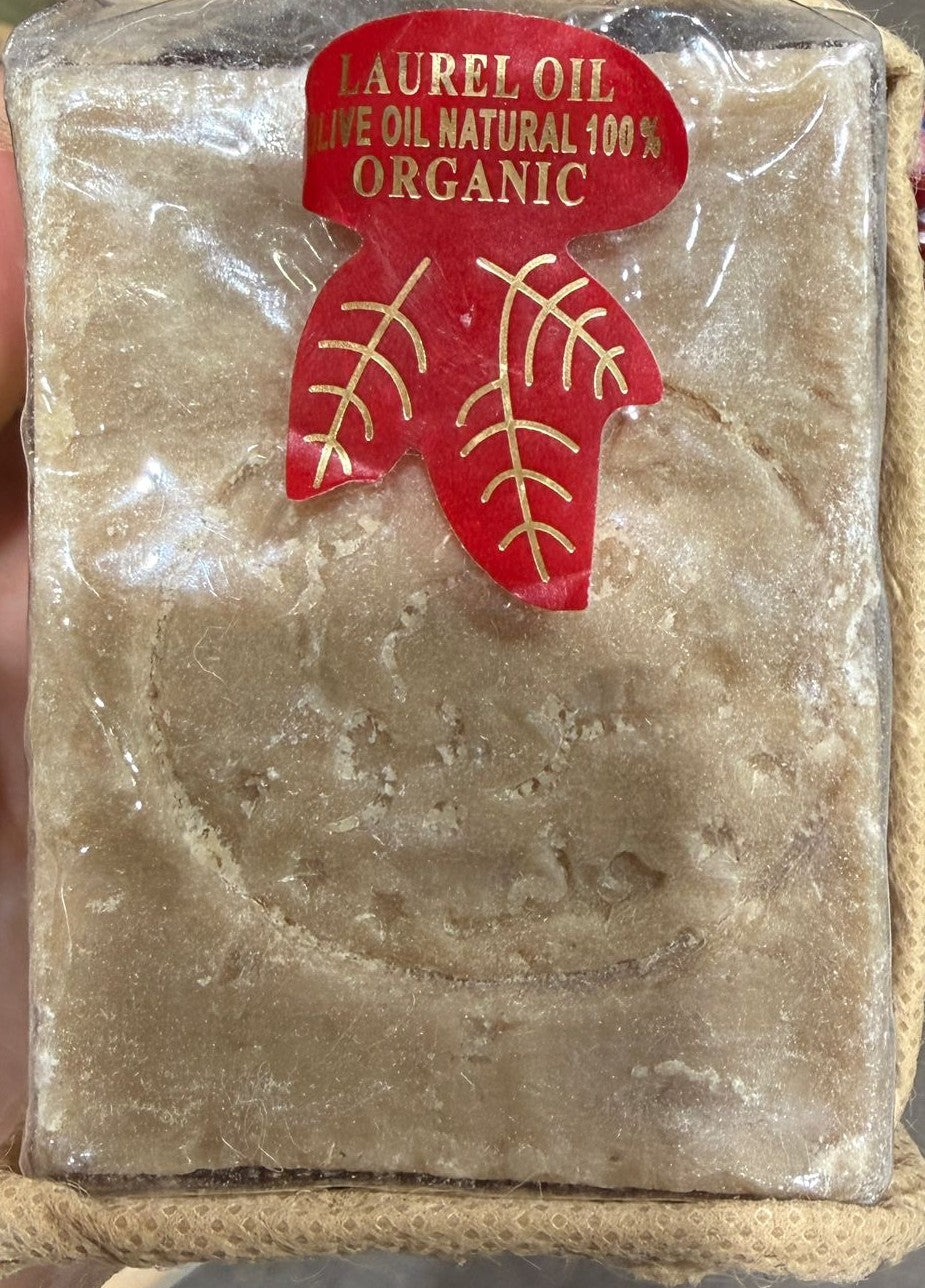 LAUREL OIL
OLIVE OIL NATURAL 100%
ORGANIC